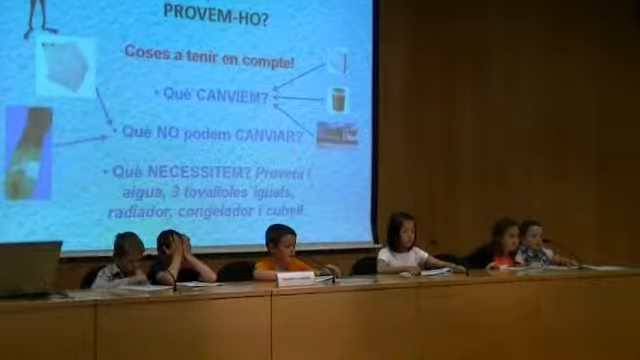 PROVEM-HO?
Coses a tenir en compte!
• Què CANVIEM?
• Què NO podem CANVIAR?
• Què NECESSITEM? Proveta i
aigua, 3 tovalloles iguals,
radiador, congelador i cubell.